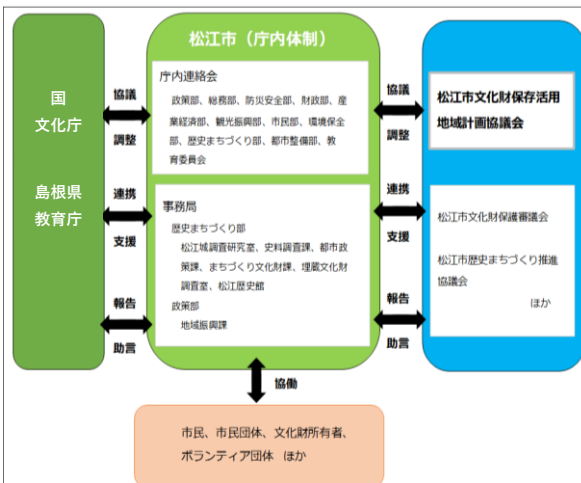 国
文化庁
島根県
教育庁
協議
調整
連携
支援
報告
助言
松江市（庁内体制）
庁内連絡会
政策部、総務部、防災安全部、財政部、産
業経済部、観光振興部、市民部、環境保全
部、歴史まちづくり部、都市整備部、教
育委員会
事務局
歴史まちづくり部
松江城調査研究室、史料調査課、都市政
策課、まちづくり文化財課、埋蔵文化財
調査室、松江歴史館
政策部
地域振興課
協議
調整
連携
支援
報告
助言
松江市文化財保存活用
地域計画協議会
松江市文化財保護審議会
松江市歴史まちづくり推進
協議会
ほか
協働
市民、市民団体、文化財所有者、
ボランティア団体 ほか